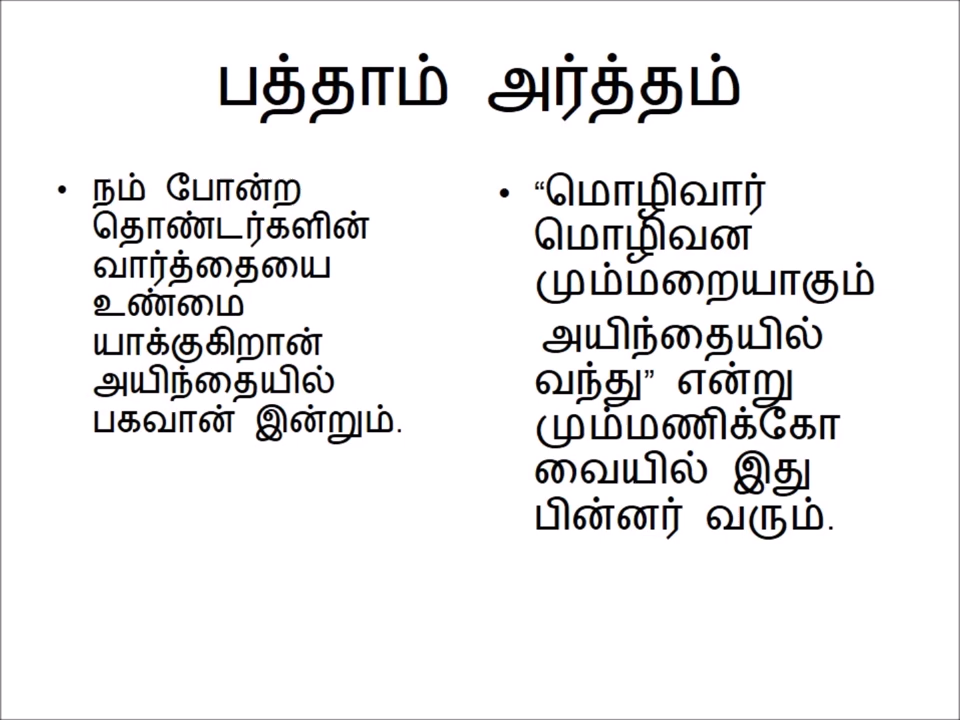 பத்தாம் அர்த்தம்
• நம் போன்ற
தொண்டர்களின்
வார்த்தையை
உண்மை
யாக்குகிறான்
அயிந்தையில்
பகவான் இன்றும்.
• “மொழிவார்
மொழிவன
மும்மறையாகும்
அயிந்தையில்
வந்து” என்று
மும்மணிக்கோ
வையில் இது
பின்னர் வரும்.